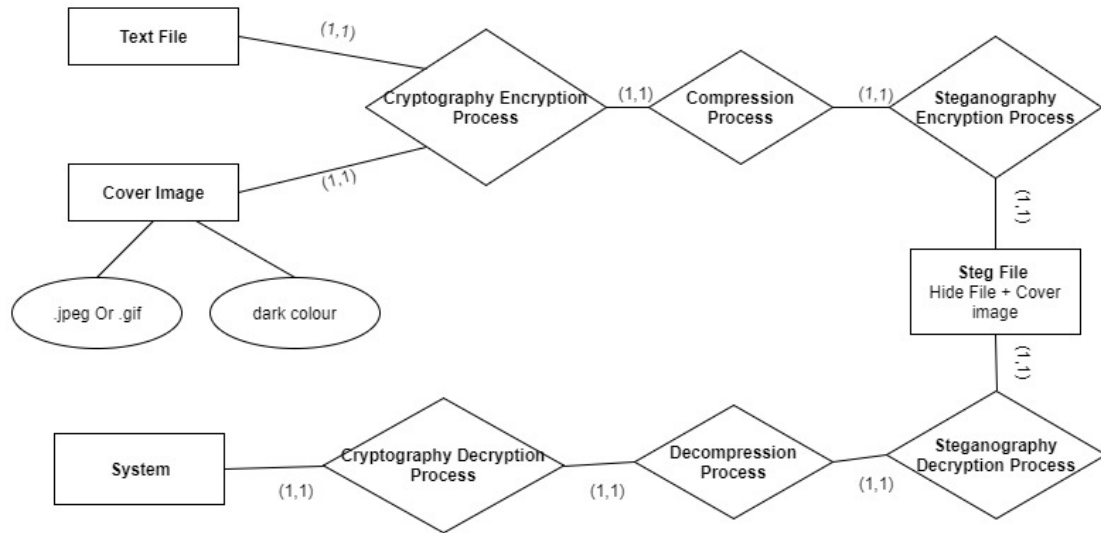 Text File
(1,1)
Cryptography Encryption
Process
(1,1)
Compression
Process
(1,1)
Steganography
Encryption Process
Cover Image
(1,1)
(1,1)
.jpeg Or .gif
dark colour
Steg File
Hide File + Cover
image
(1,1)
System
(1,1)
Cryptography Decryption
Process
(1,1)
Decompression
Process
(1,1)
Steganography
Decryption Process